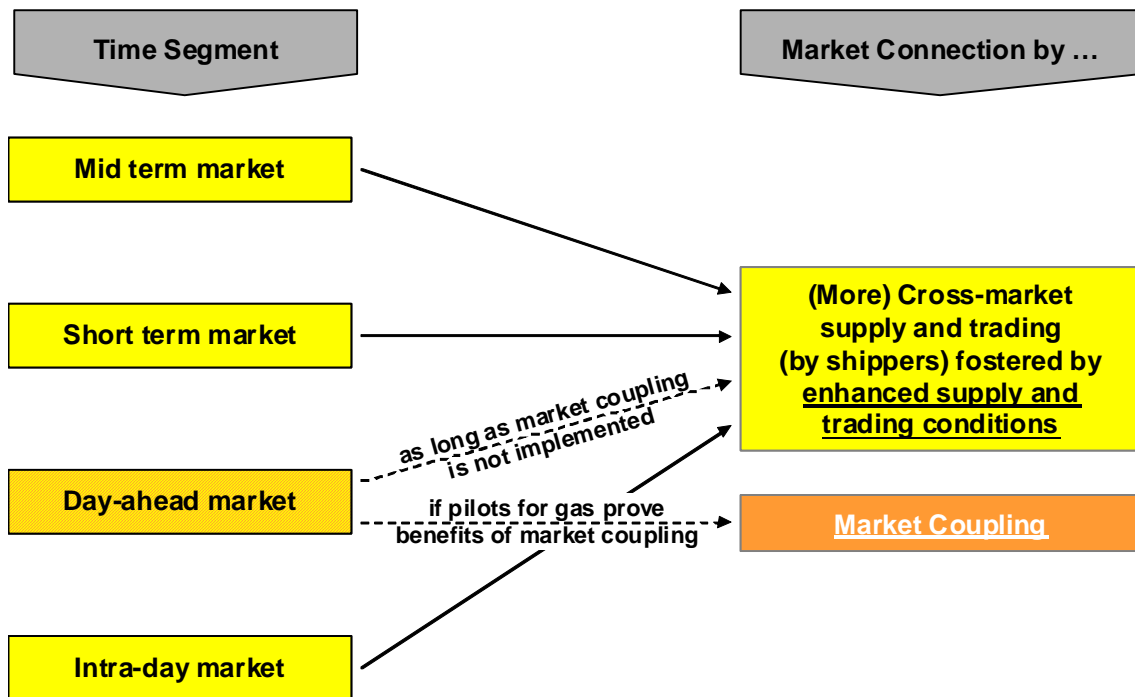 Time Segment
Market Connection by …
Mid term market
Short term market
Day-ahead market
Intra-day market
as long as market coupling
is not implemented
if pilots for gas prove
benefits of market coupling
(More) Cross-market
supply and trading
(by shippers) fostered by
enhanced supply and
trading conditions
Market Coupling